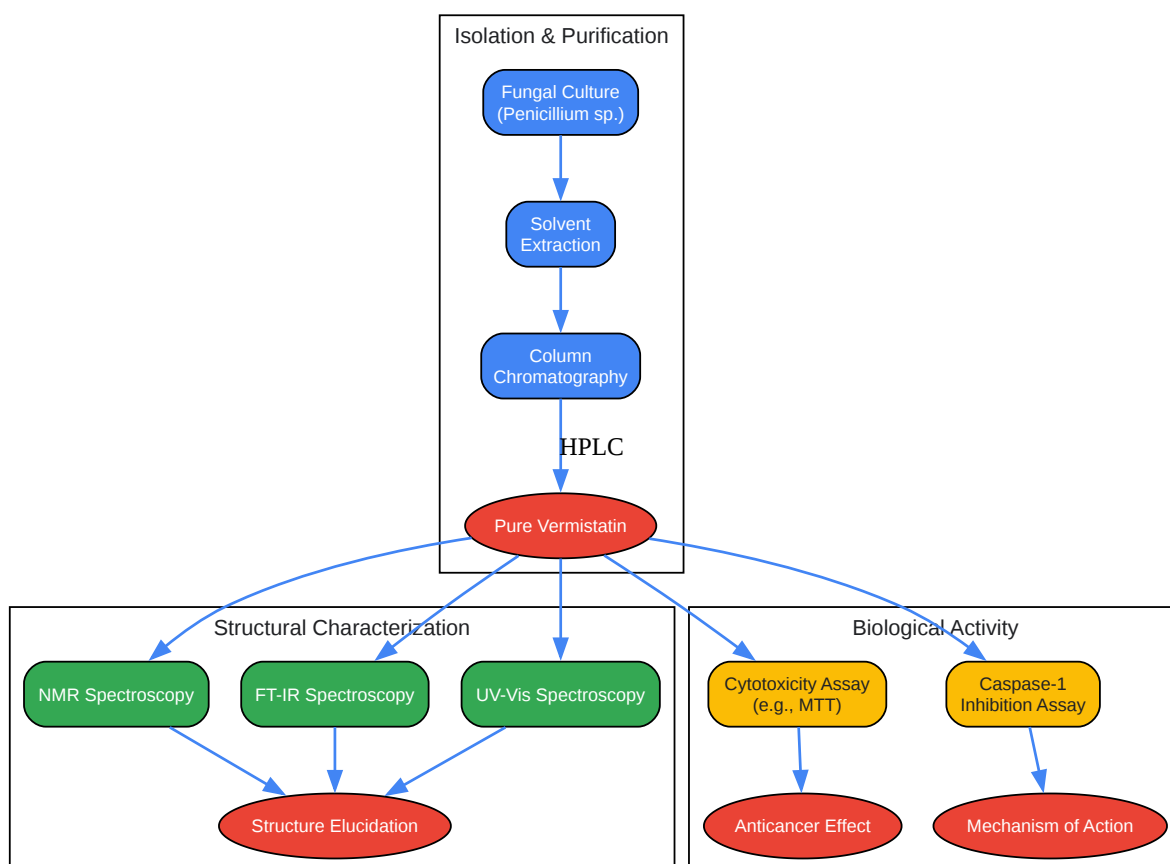 Isolation & Purification
Fungal Culture
(Penicillium sp.)
Solvent
Extraction
Column
Chromatography
HPLC
Pure Vermistatin
Structural Characterization
NMR Spectroscopy
FT-IR Spectroscopy
UV-Vis Spectroscopy
Structure Elucidation
Biological Activity
Cytotoxicity Assay
(e.g., MTT)
Caspase-1
Inhibition Assay
Anticancer Effect
Mechanism of Action